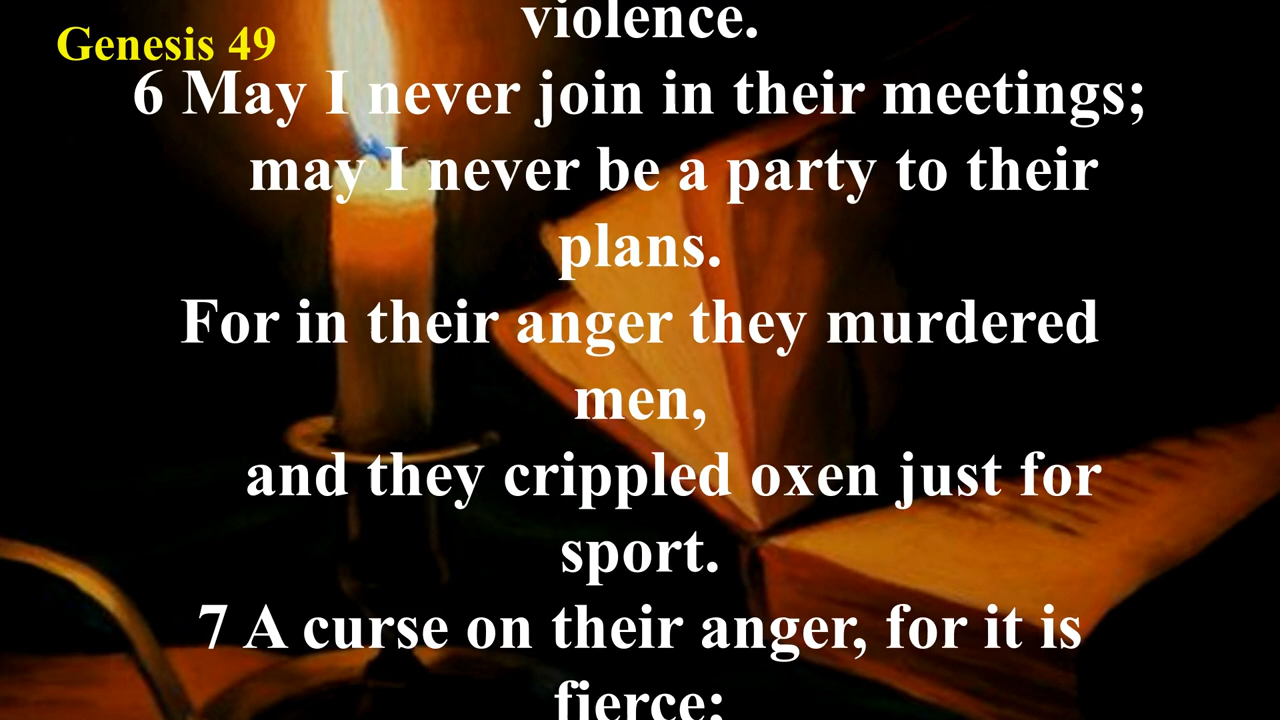 violence.
Genesis 49
6 May I never join in their meetings;
may I never be a party to their
plans.
For in their anger they murdered
men,
and they crippled oxen just for
sport.
7 A curse on their anger, for it is
fierce;